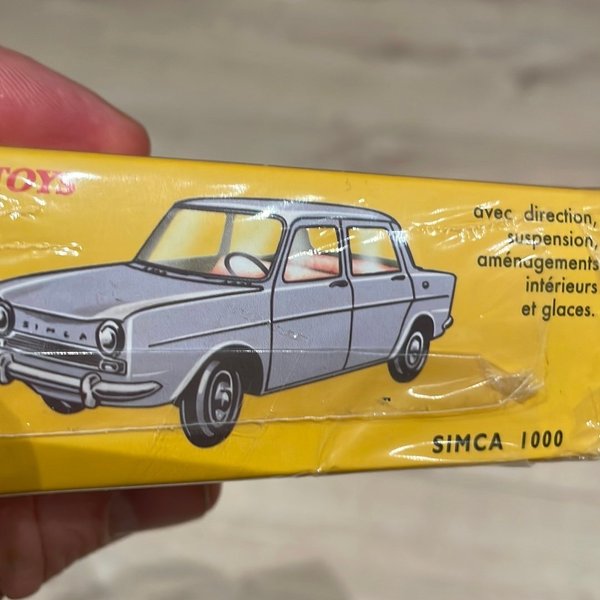 TOYS
avec direction,
suspension,
aménagements
intérieurs
et glaces.
SIMCA
SIMCA 1000